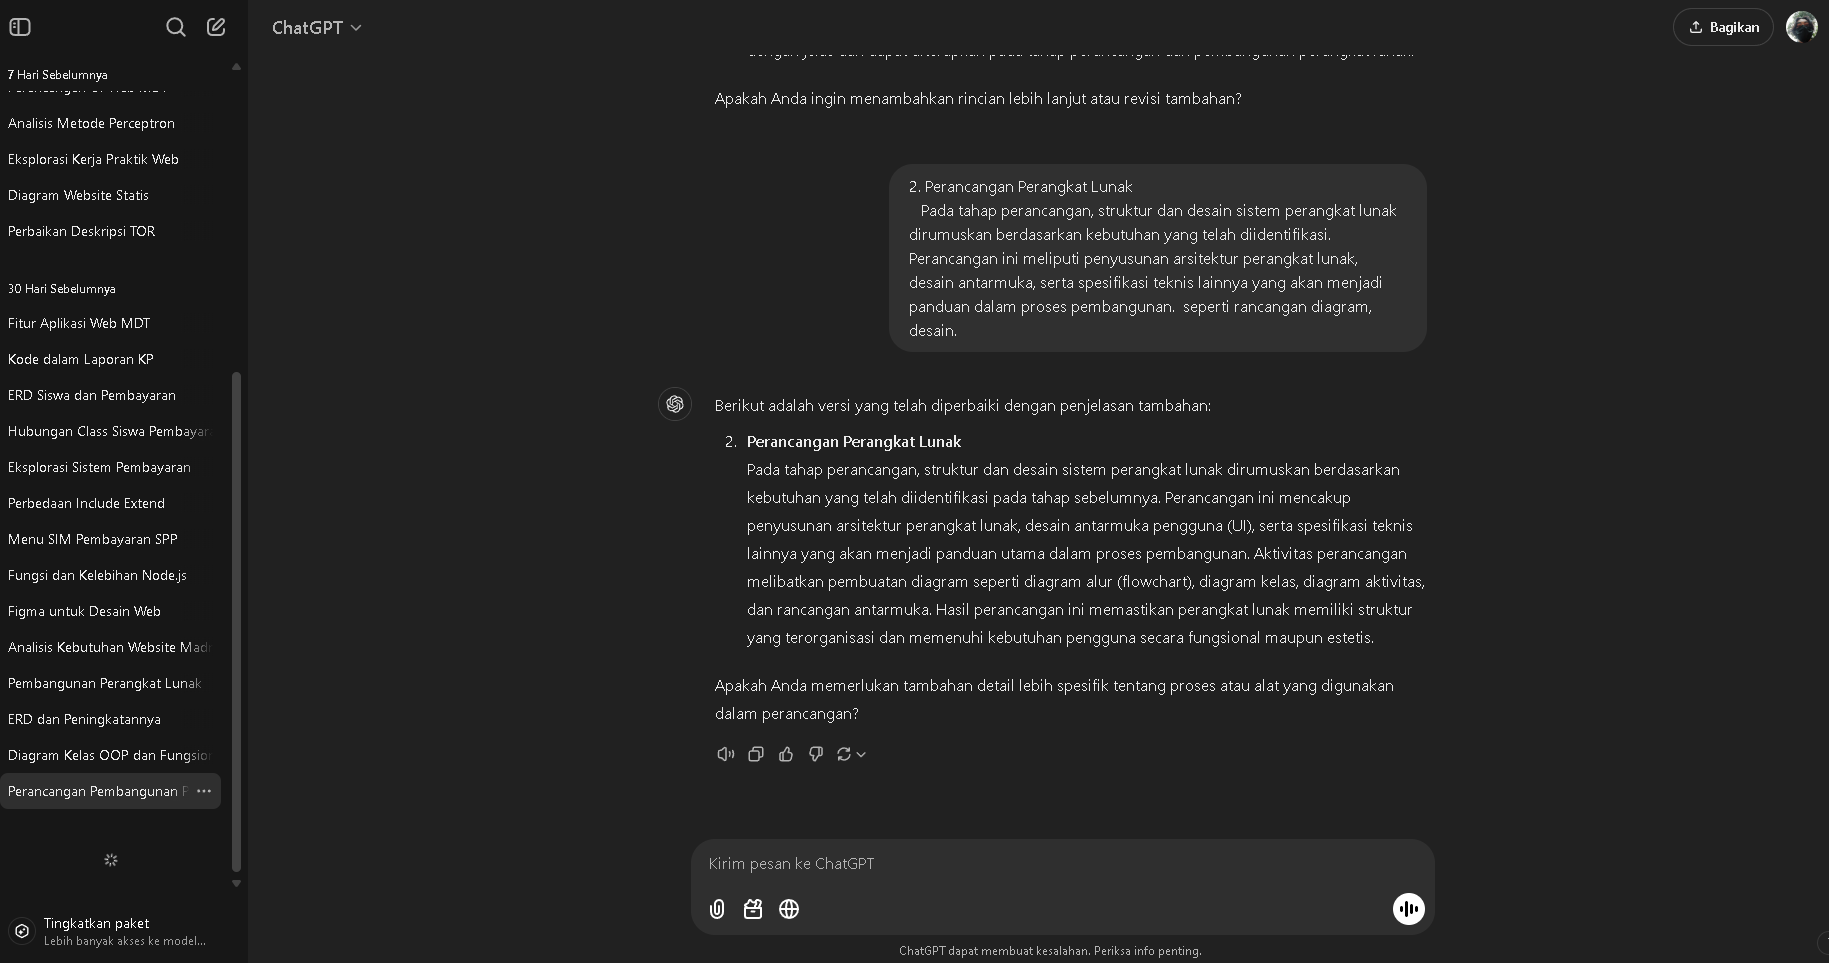 ChatGPT
Bagikan
7 Hari Sebelumnya
Analisis Metode Perceptron
Eksplorasi Kerja Praktik Web
Diagram Website Statis
Perbaikan Deskripsi TOR
30 Hari Sebelumnya
Fitur Aplikasi Web MDT
Kode dalam Laporan KP
ERD Siswa dan Pembayaran
Hubungan Class Siswa Pembayar
Eksplorasi Sistem Pembayaran
Perbedaan Include Extend
Menu SIM Pembayaran SPP
Fungsi dan Kelebihan Node.js
Figma untuk Desain Web
Analisis Kebutuhan Website Mad
Pembangunan Perangkat Lunak
ERD dan Peningkatannya
Diagram Kelas OOP dan Fungsion
Perancangan Pembangunan P
Tingkatkan paket
Lebih banyak akses ke model...
Apakah Anda ingin menambahkan rincian lebih lanjut atau revisi tambahan?
2. Perancangan Perangkat Lunak
Pada tahap perancangan, struktur dan desain sistem perangkat lunak
dirumuskan berdasarkan kebutuhan yang telah diidentifikasi.
Perancangan ini meliputi penyusunan arsitektur perangkat lunak,
desain antarmuka, serta spesifikasi teknis lainnya yang akan menjadi
panduan dalam proses pembangunan.  seperti rancangan diagram,
desain.
Berikut adalah versi yang telah diperbaiki dengan penjelasan tambahan:
2. Perancangan Perangkat Lunak
Pada tahap perancangan, struktur dan desain sistem perangkat lunak dirumuskan berdasarkan
kebutuhan yang telah diidentifikasi pada tahap sebelumnya. Perancangan ini mencakup
penyusunan arsitektur perangkat lunak, desain antarmuka pengguna (UI), serta spesifikasi teknis
lainnya yang akan menjadi panduan utama dalam proses pembangunan. Aktivitas perancangan
melibatkan pembuatan diagram seperti diagram alur (flowchart), diagram kelas, diagram aktivitas,
dan rancangan antarmuka. Hasil perancangan ini memastikan perangkat lunak memiliki struktur
yang terorganisasi dan memenuhi kebutuhan pengguna secara fungsional maupun estetis.
Apakah Anda memerlukan tambahan detail lebih spesifik tentang proses atau alat yang digunakan
dalam perancangan?
Kirim pesan ke ChatGPT
ChatGPT dapat membuat kesalahan. Periksa info penting.